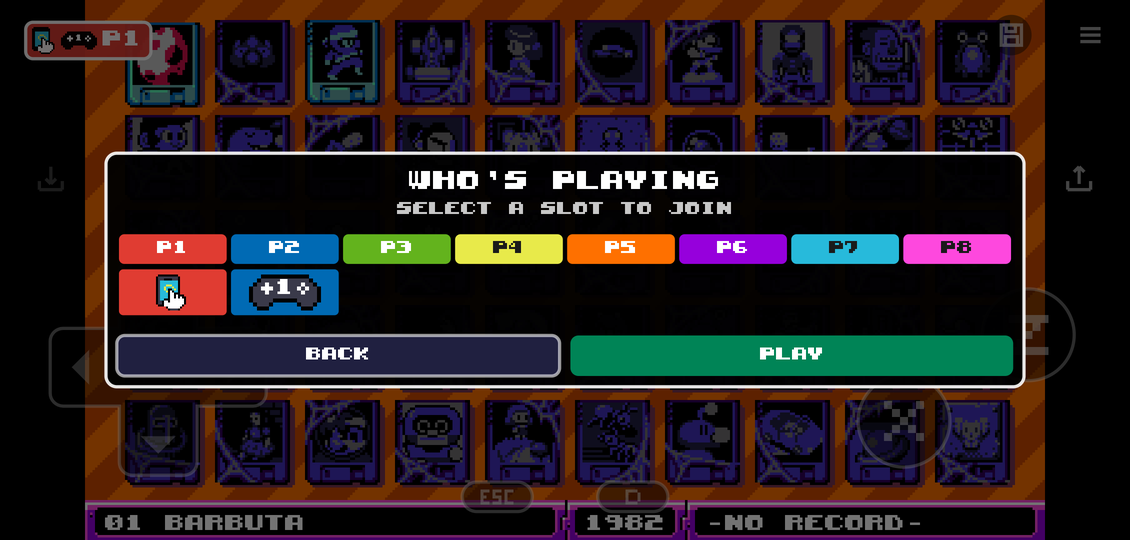 +1 P1
WHO'S PLAYING
SELECT A SLOT TO JOIN
P1 P2 P3 P4 P5 P6 P7 P8
+1
BACK PLAY
ESC D
01 BARBUTA 1982 -NO RECORD-